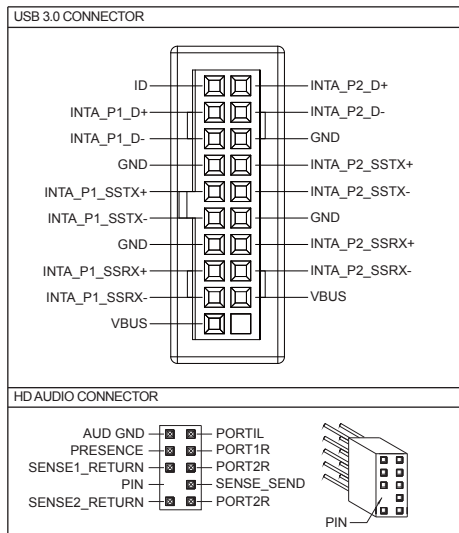 USB 3.0 CONNECTOR
ID INTA_P2_D+
INTA_P1_D+ INTA_P2_D-
INTA_P1_D- GND
GND INTA_P2_SSTX+
INTA_P1_SSTX+ INTA_P2_SSTX-
INTA_P1_SSTX- GND
GND INTA_P2_SSRX+
INTA_P1_SSRX+ INTA_P2_SSRX-
INTA_P1_SSRX- VBUS
VBUS
HD AUDIO CONNECTOR
AUD GND PORTIL
PRESENCE PORT1R
SENSE1_RETURN PORT2R
PIN SENSE_SEND
SENSE2_RETURN PORT2R
PIN